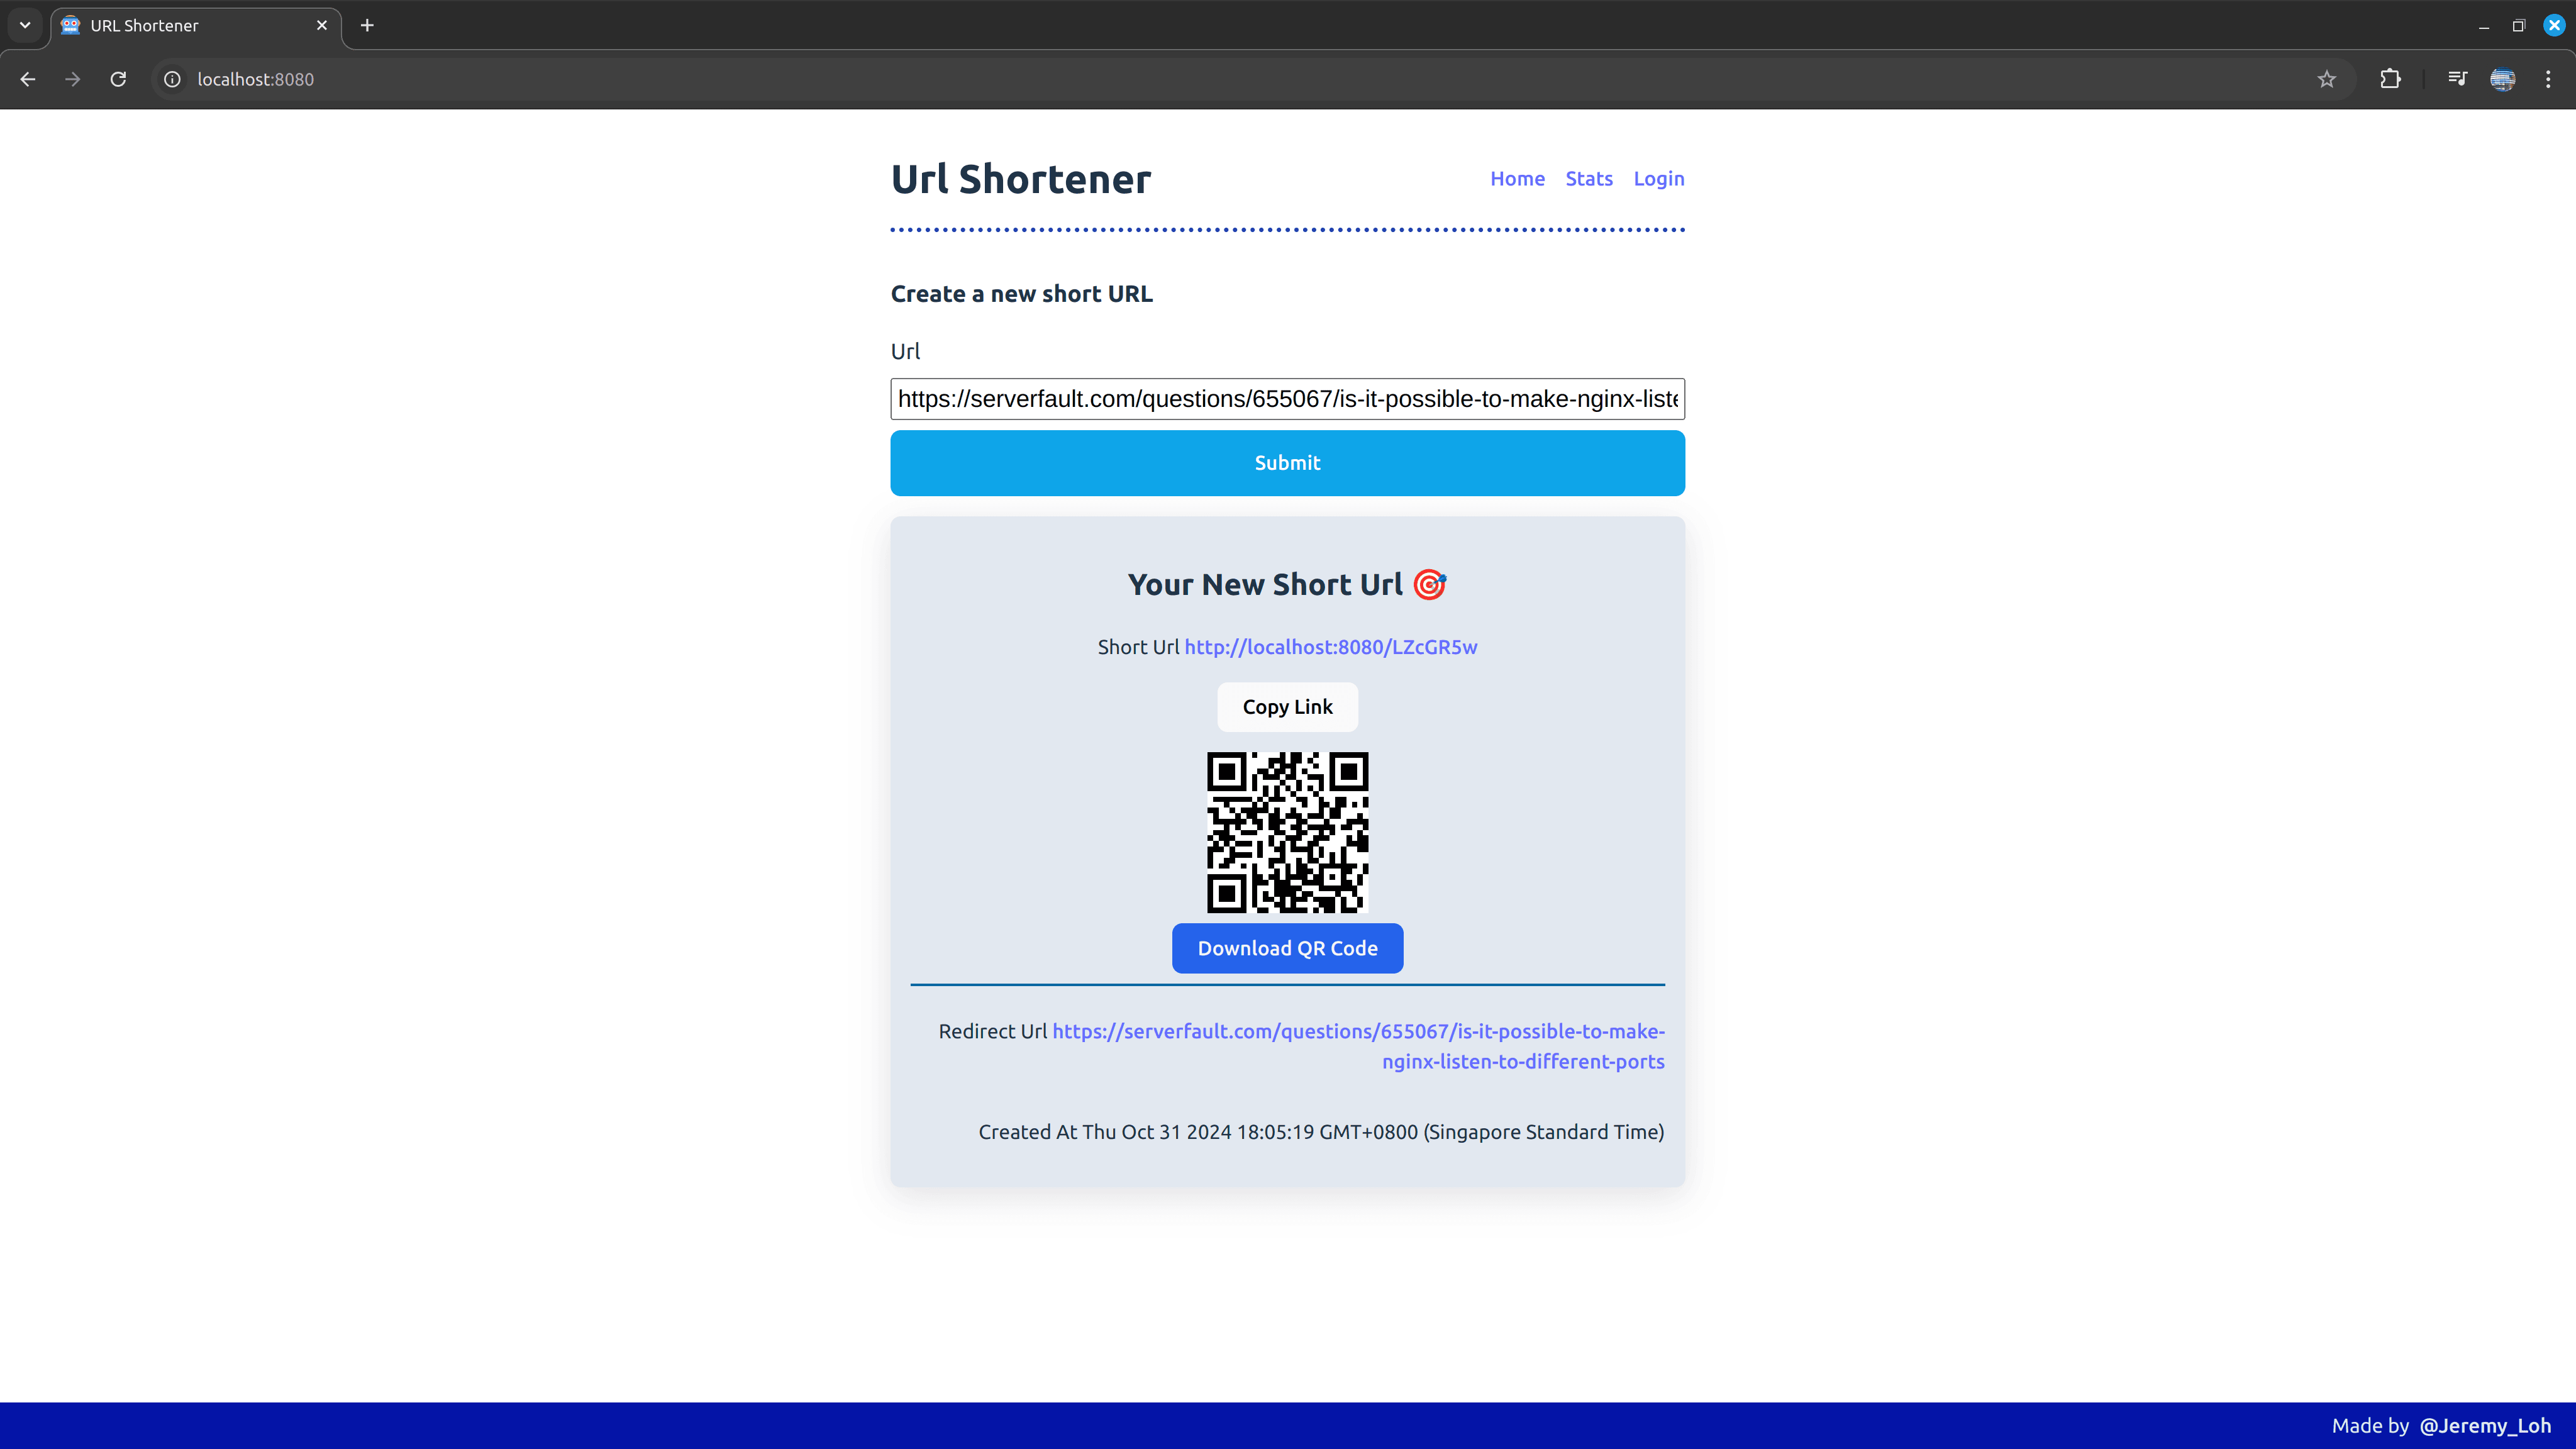 URL Shortener
localhost:8080
Url Shortener
Home Stats Login
Create a new short URL
Url
https://serverfault.com/questions/655067/is-it-possible-to-make-nginx-liste
Submit
Your New Short Url
Short Url http://localhost:8080/LZcGR5w
Copy Link
Download QR Code
Redirect Url https://serverfault.com/questions/655067/is-it-possible-to-make-
nginx-listen-to-different-ports
Created At Thu Oct 31 2024 18:05:19 GMT+0800 (Singapore Standard Time)
Made by @Jeremy_Loh